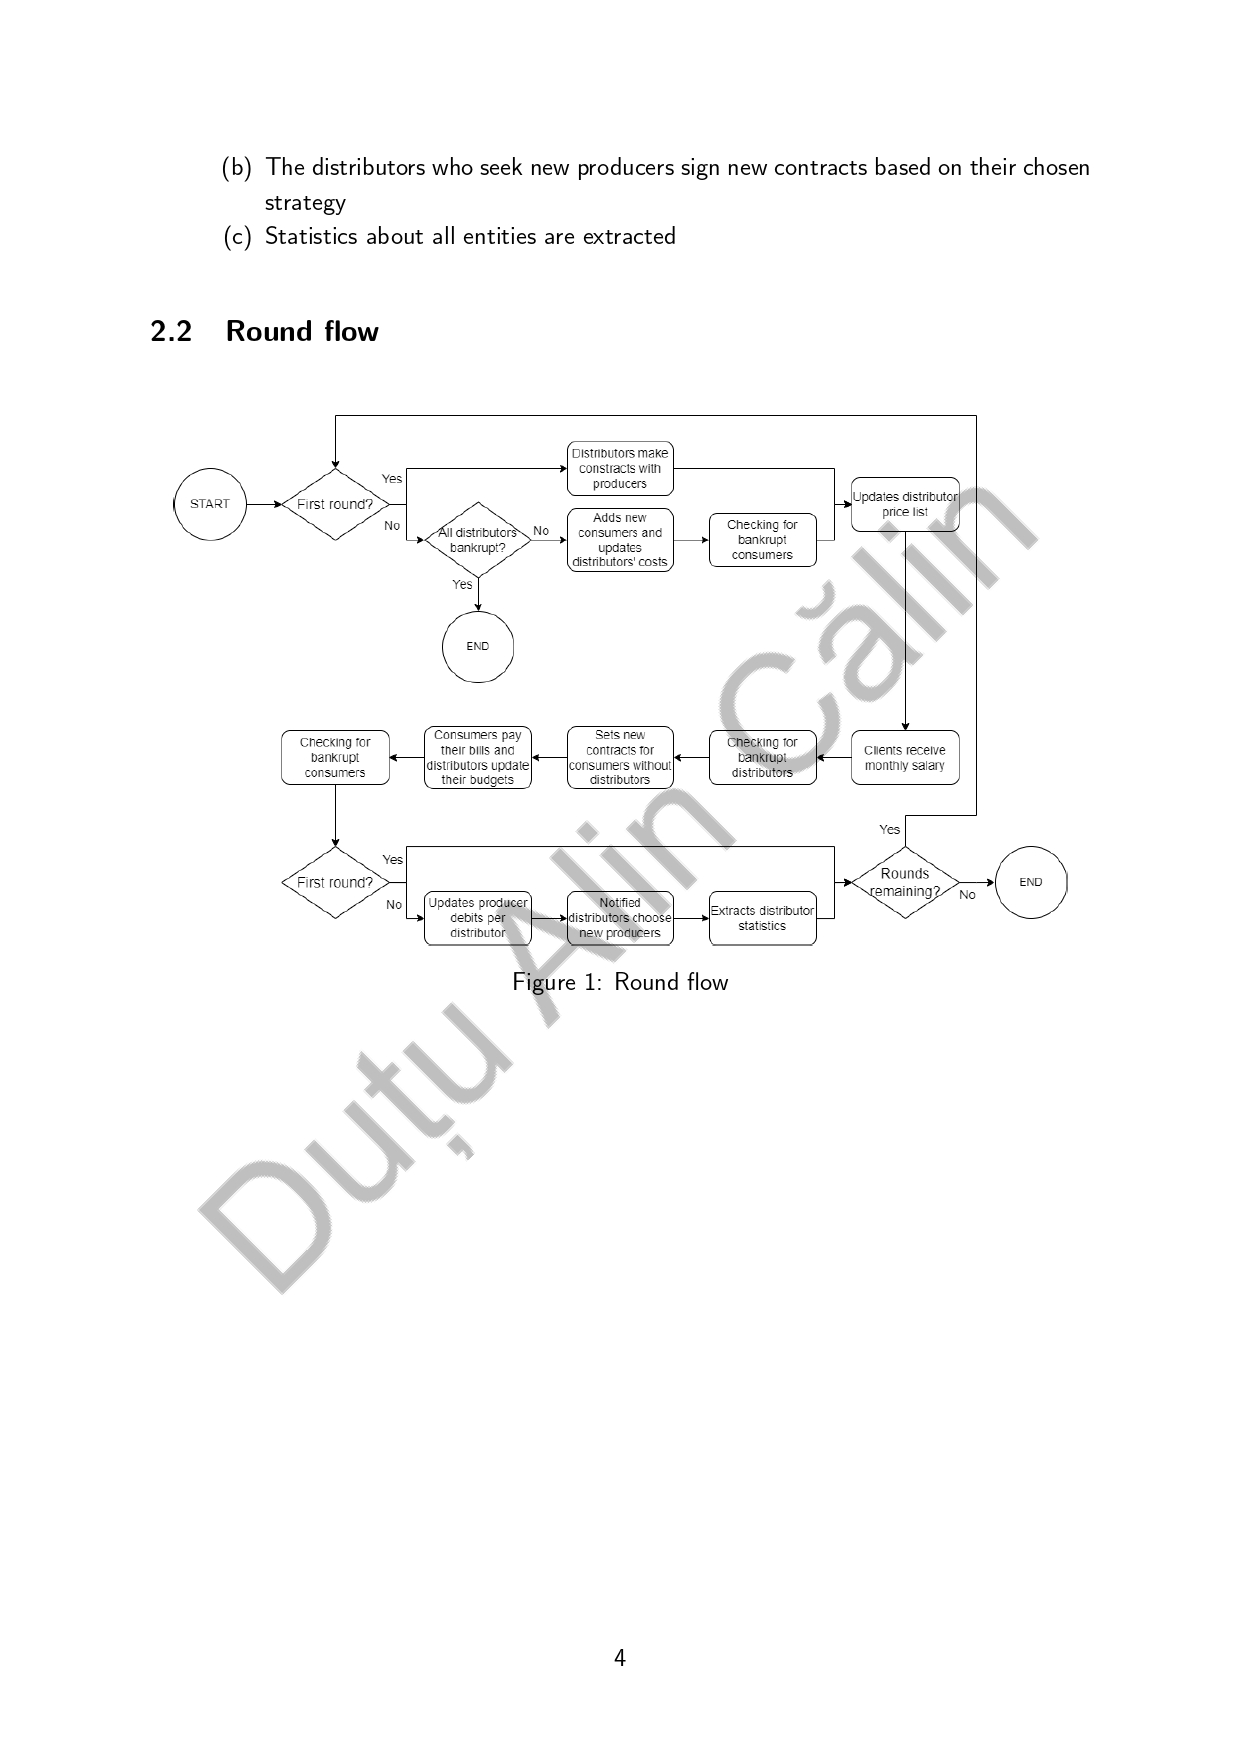 (b) The distributors who seek new producers sign new contracts based on their chosen
strategy
(c) Statistics about all entities are extracted
2.2 Round flow
START
First round?
Yes
No
Distributors make
constracts with
producers
All distributors
bankrupt?
No
Yes
END
Adds new
consumers and
updates
distributors' costs
Checking for
bankrupt
consumers
Updates distributor
price list
Clients receive
monthly salary
Checking for
bankrupt
distributors
Sets new
contracts for
consumers without
distributors
Consumers pay
their bills and
distributors update
their budgets
Checking for
bankrupt
consumers
First round?
Yes
No
Updates producer
debits per
distributor
Notified
distributors choose
new producers
Extracts distributor
statistics
Rounds
remaining?
Yes
No
END
Figure 1: Round flow
Duțu Alin Călin
4